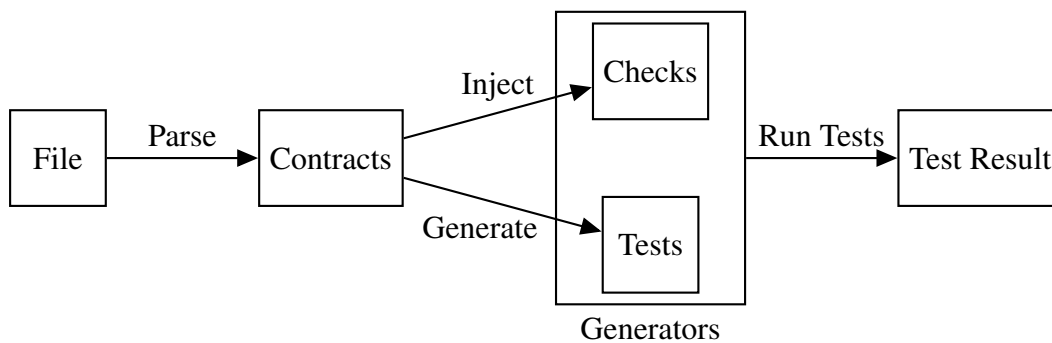 File
Parse
Contracts
Inject
Generate
Checks
Tests
Generators
Run Tests
Test Result